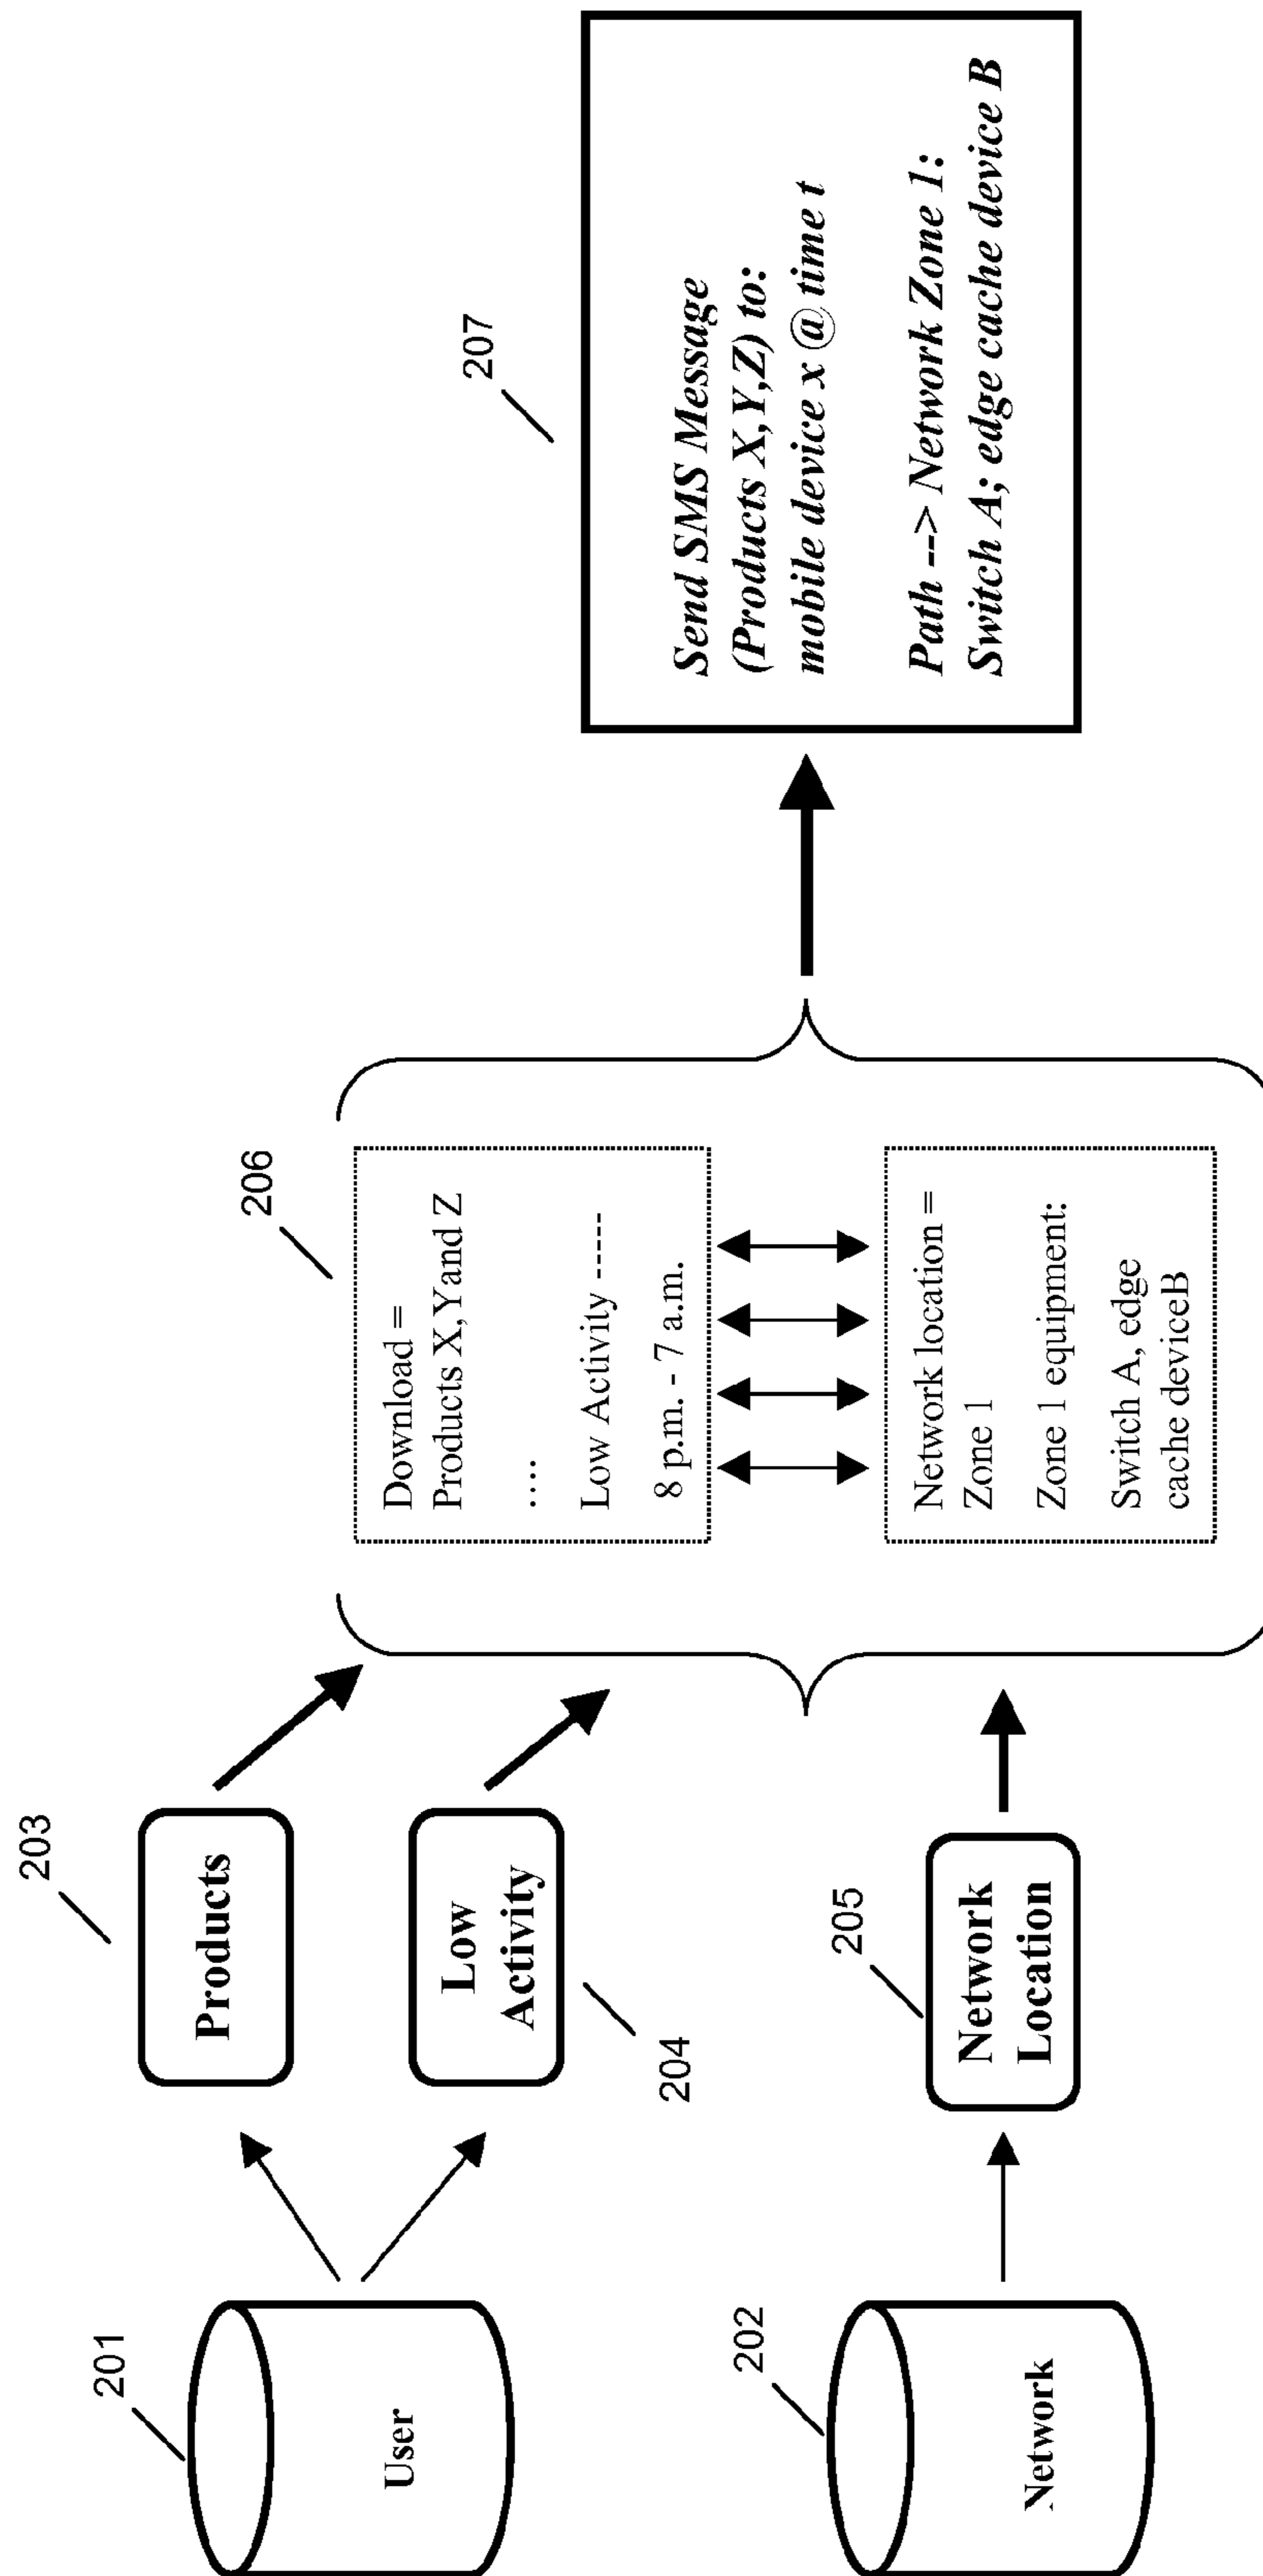 201
User
202
Network
203
Products
204
Low
Activity
205
Network
Location
206
Download =
Products X,Yand Z
....
Low Activity -----
8 p.m. - 7 a.m.
Network location =
Zone 1
Zone 1 equipment:
Switch A, edge
cache deviceB
207
Send SMS Message
(Products X,Y,Z) to:
mobile device x @ time t
Path --> Network Zone 1:
Switch A; edge cache device B